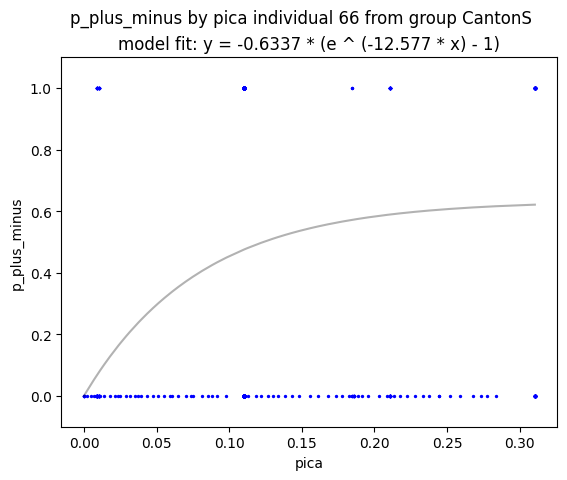 p_plus_minus by pica individual 66 from group CantonS
model fit: y = -0.6337 * (e ^ (-12.577 * x) - 1)
1.0
0.8
0.6
0.4
0.2
0.0
p_plus_minus
0.00 0.05 0.10 0.15 0.20 0.25 0.30
pica